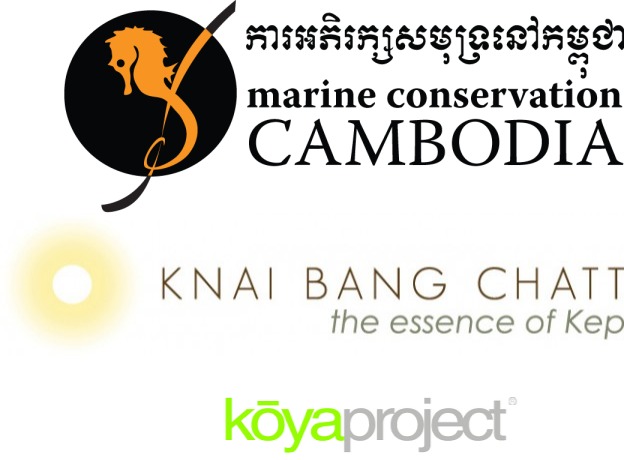 ការអភិរក្សសមុទ្រនៅកម្ពុជា
marine conservation
CAMBODIA
KNAI BANG CHATT
the essence of Kep
kōyaproject